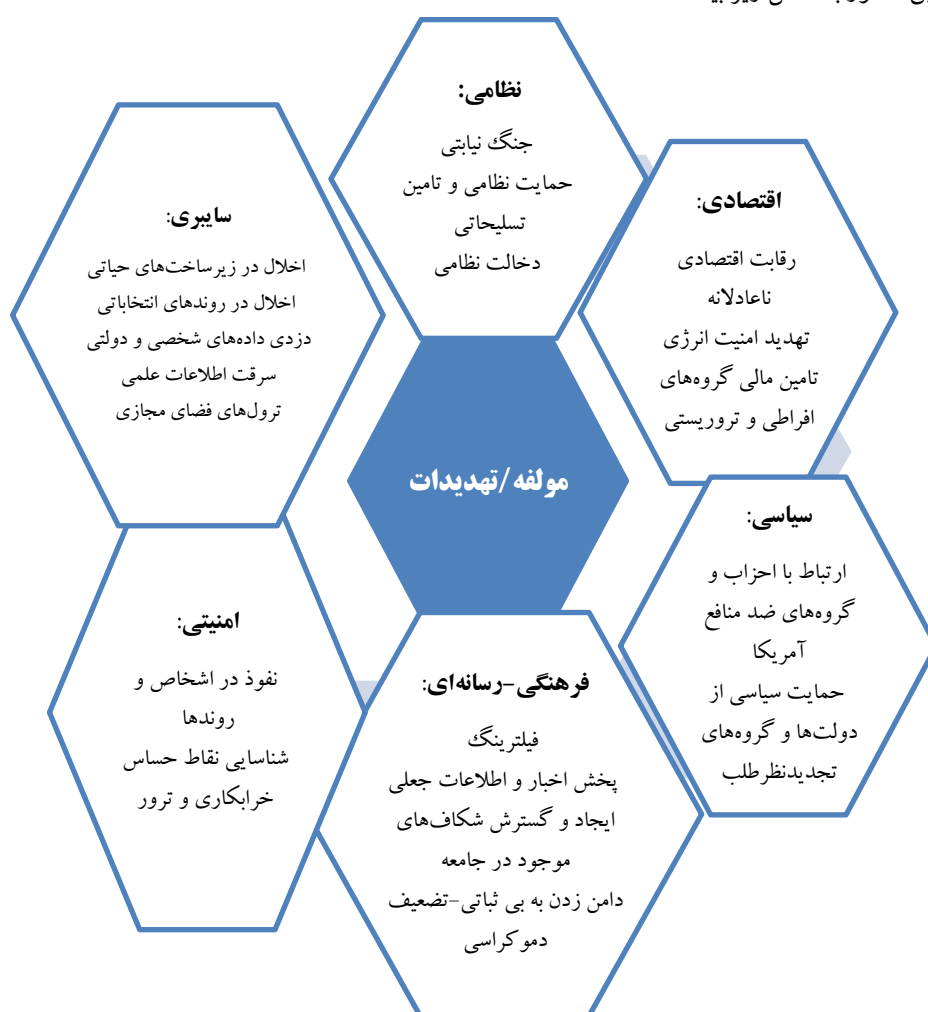 نظامی:
جنگ نیابتی
حمایت نظامی و تامین
تسلیحاتی
دخالت نظامی
اقتصادی:
رقابت اقتصادی
ناعادلانه
تهدید امنیت انرژی
تامین مالی گروه‌های
افراطی و تروریستی
سیاسی:
ارتباط با احزاب و
گروه‌های ضد منافع
آمریکا
حمایت سیاسی از
دولت‌ها و گروه‌های
تجدیدنظرطلب
فرهنگی-رسانه‌ای:
فیلترینگ
پخش اخبار و اطلاعات جعلی
ایجاد و گسترش شکاف‌های
موجود در جامعه
دامن زدن به بی ثباتی-تضعیف
دموکراسی
امنیتی:
نفوذ در اشخاص و
روندها
شناسایی نقاط حساس
خرابکاری و ترور
سایبری:
اخلال در زیرساخت‌های حیاتی
اخلال در روندهای انتخاباتی
دزدی داده‌های شخصی و دولتی
سرقت اطلاعات علمی
ترول‌های فضای مجازی
مولفه/تهدیدات